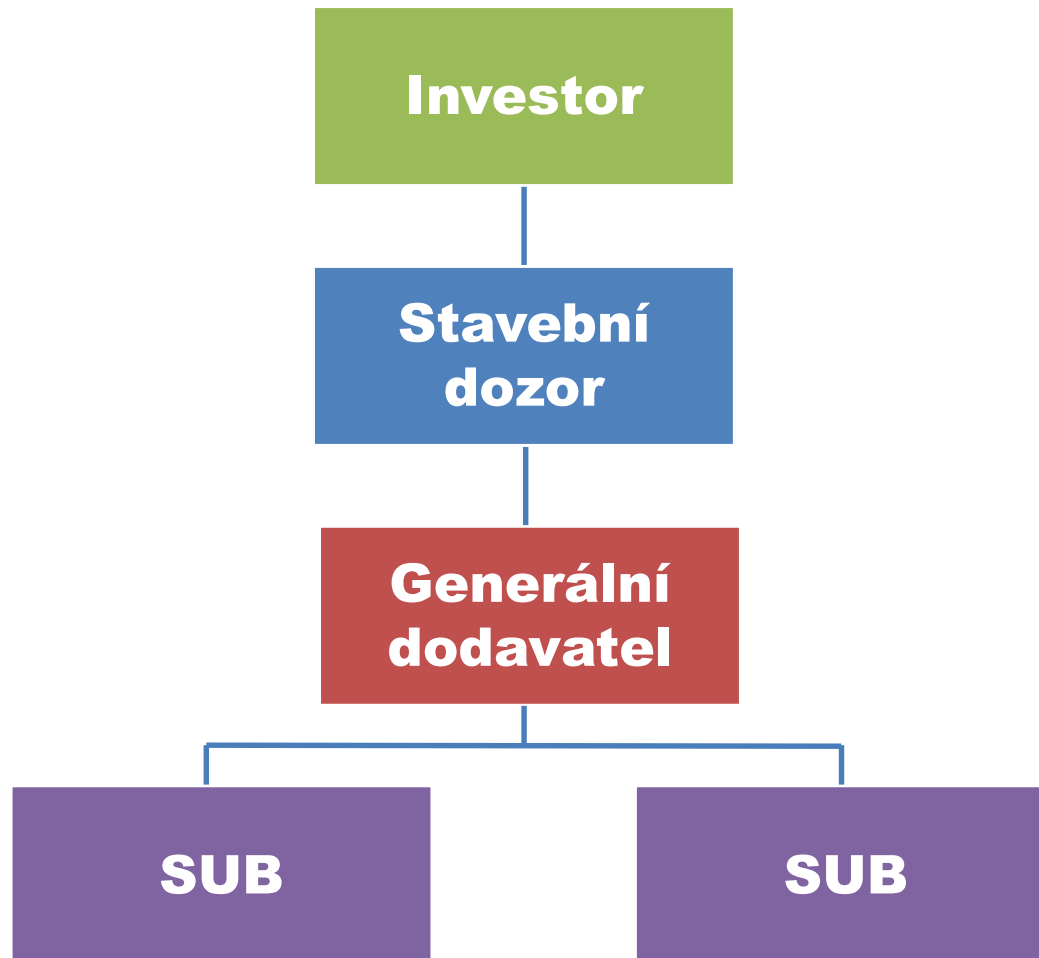 Investor
Stavební
dozor
Generální
dodavatel
SUB
SUB